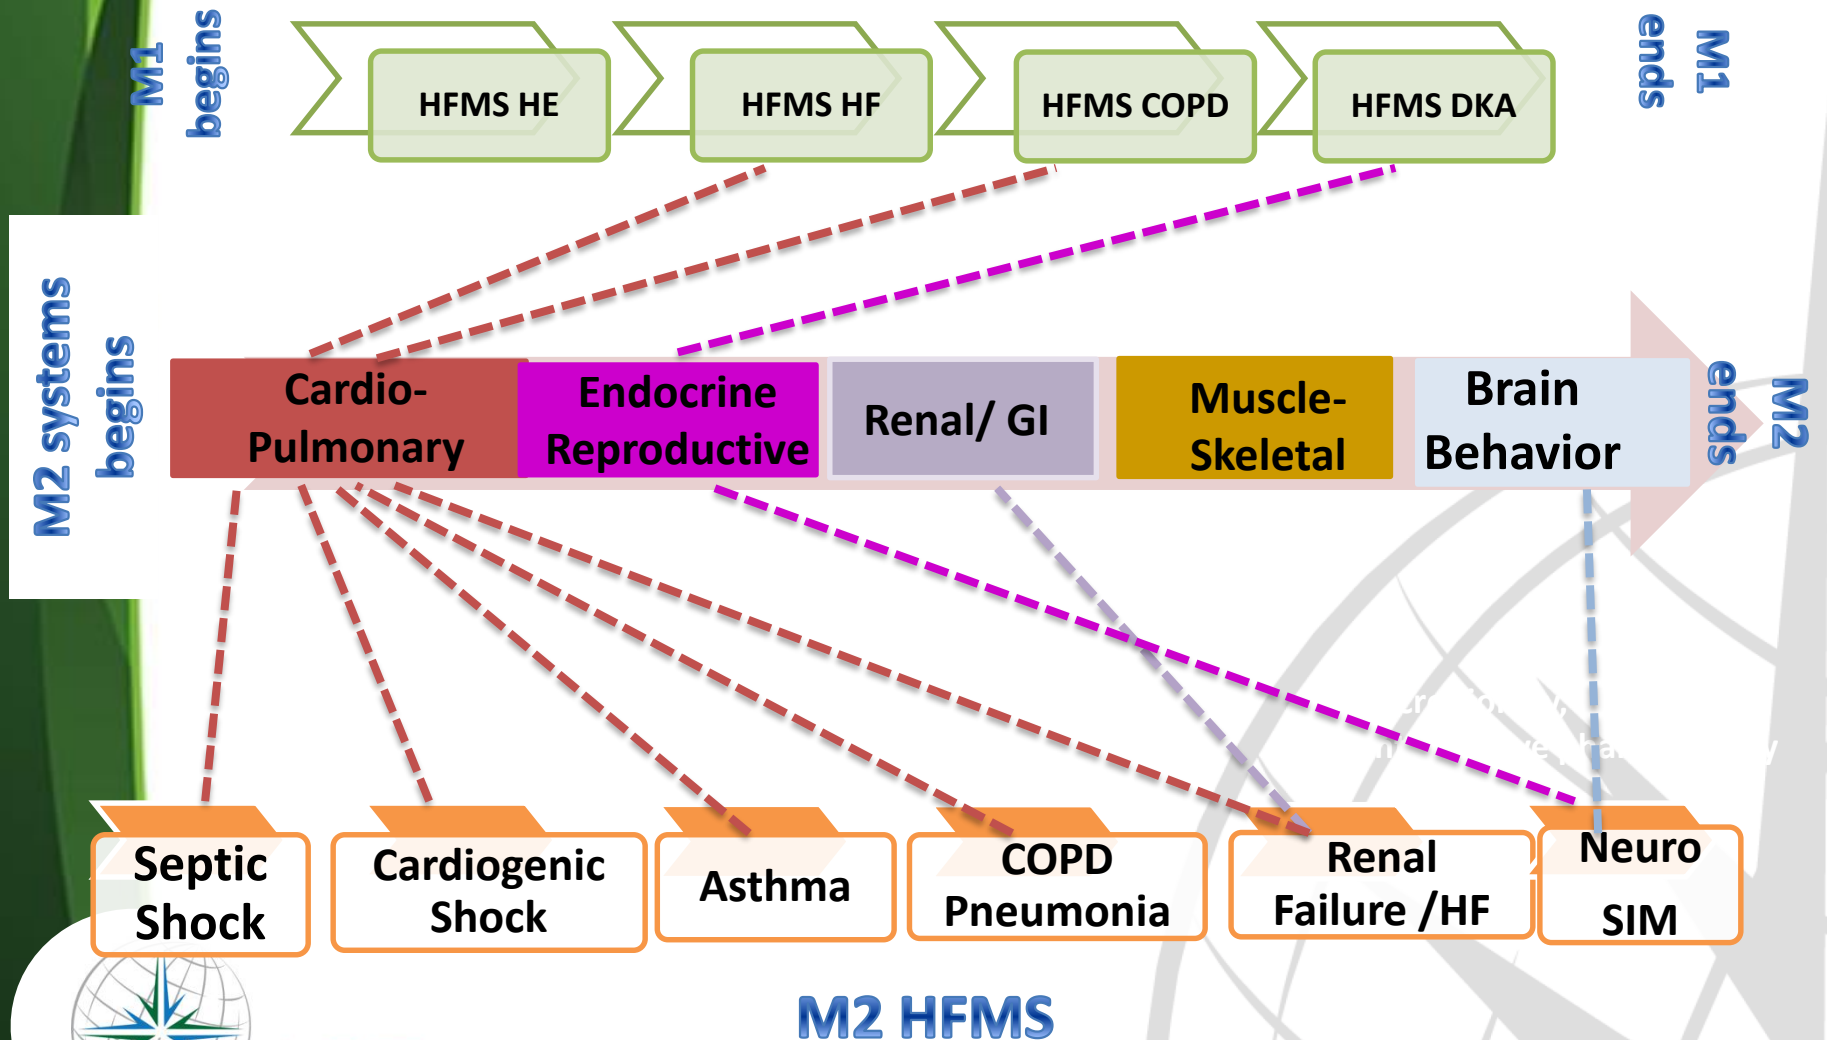 M1
begins
HFMS HE
HFMS HF
HFMS COPD
HFMS DKA
M1
ends
M2 systems
begins
Cardio-
Pulmonary
Endocrine
Reproductive
Renal/ GI
Muscle-
Skeletal
Brain
Behavior
M2
ends
Septic
Shock
Cardiogenic
Shock
Asthma
COPD
Pneumonia
Renal
Failure /HF
Neuro
SIM
M2 HFMS